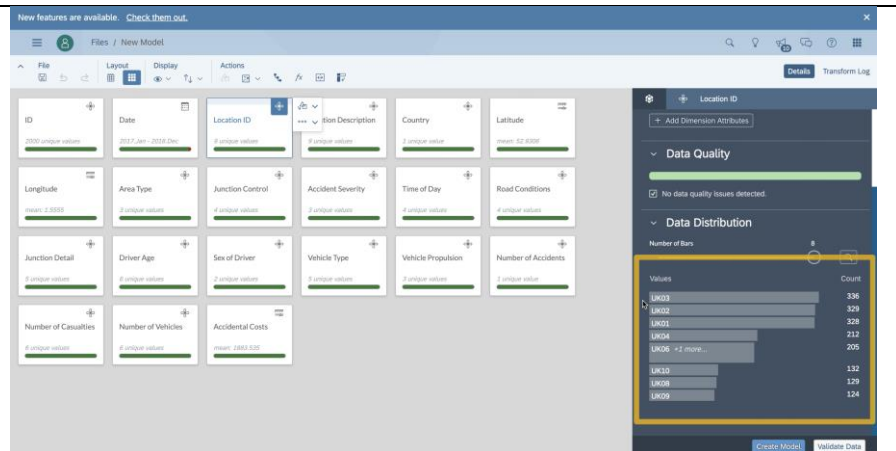 New features are available. Check them out.
Files / New Model
File
Layout
Display
Actions
Details
Transform Log
ID
2000 unique values
Date
2017.Jan - 2018.Dec
Location ID
9 unique values
tion Description
9 unique values
Country
1 unique value
Latitude
mean: 52.9308
Longitude
mean: 1.5555
Area Type
3 unique values
Junction Control
4 unique values
Accident Severity
3 unique values
Time of Day
4 unique values
Road Conditions
4 unique values
Junction Detail
5 unique values
Driver Age
8 unique values
Sex of Driver
2 unique values
Vehicle Type
5 unique values
Vehicle Propulsion
3 unique values
Number of Accidents
1 unique value
Number of Casualties
6 unique values
Number of Vehicles
6 unique values
Accidental Costs
mean: 1883.535
Location ID
+ Add Dimension Attributes
Data Quality
No data quality issues detected.
Data Distribution
Number of Bars 8
Values Count
UK03 336
UK02 329
UK01 328
UK04 212
UK06 +1 more... 205
UK10 132
UK08 129
UK09 124
Create Model
Validate Data